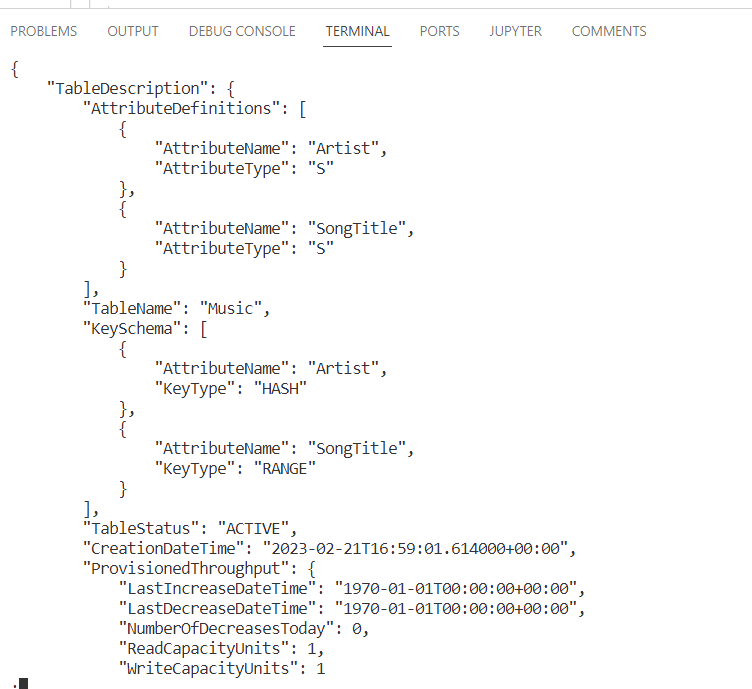 PROBLEMS OUTPUT DEBUG CONSOLE TERMINAL PORTS JUPYTER COMMENTS
{
    "TableDescription": {
        "AttributeDefinitions": [
            {
                "AttributeName": "Artist",
                "AttributeType": "S"
            },
            {
                "AttributeName": "SongTitle",
                "AttributeType": "S"
            }
        ],
        "TableName": "Music",
        "KeySchema": [
            {
                "AttributeName": "Artist",
                "KeyType": "HASH"
            },
            {
                "AttributeName": "SongTitle",
                "KeyType": "RANGE"
            }
        ],
        "TableStatus": "ACTIVE",
        "CreationDateTime": "2023-02-21T16:59:01.614000+00:00",
        "ProvisionedThroughput": {
            "LastIncreaseDateTime": "1970-01-01T00:00:00+00:00",
            "LastDecreaseDateTime": "1970-01-01T00:00:00+00:00",
            "NumberOfDecreasesToday": 0,
            "ReadCapacityUnits": 1,
            "WriteCapacityUnits": 1